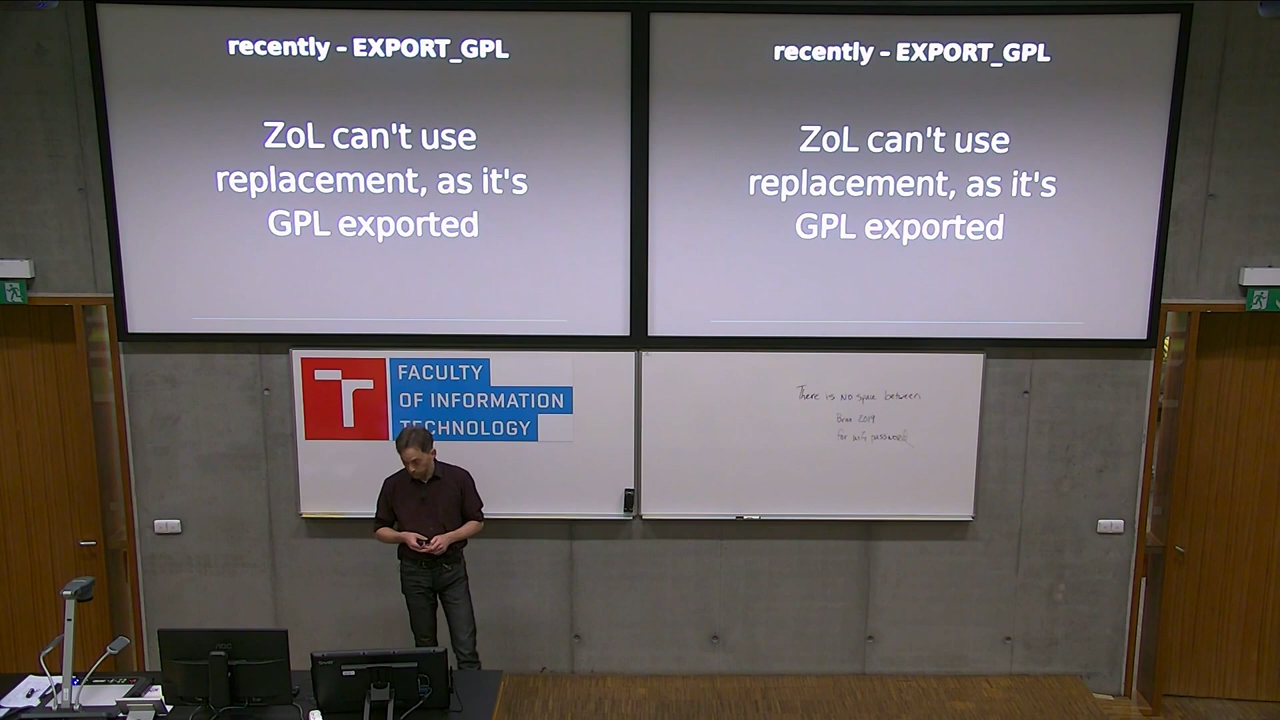 recently - EXPORT_GPL
ZoL can't use
replacement, as it's
GPL exported
recently - EXPORT_GPL
ZoL can't use
replacement, as it's
GPL exported
FACULTY
OF INFORMATION
TECHNOLOGY
There is NO space between
Brno 2019
for wifi password